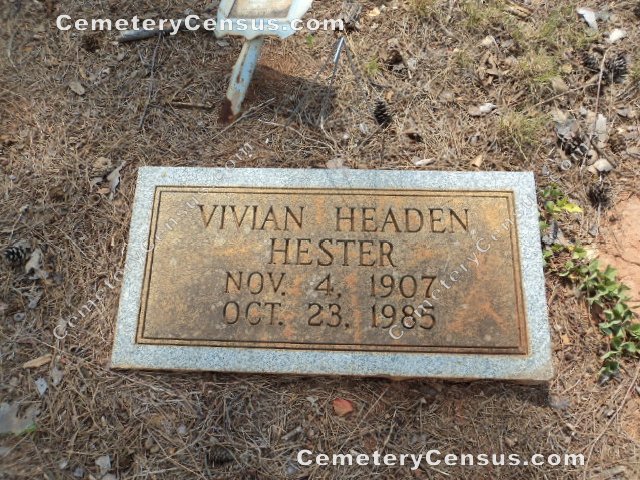 CemeteryCensus.com
VIVIAN HEADEN
HESTER
NOV. 4, 1907
OCT. 23, 1985
CemeteryCensus.com